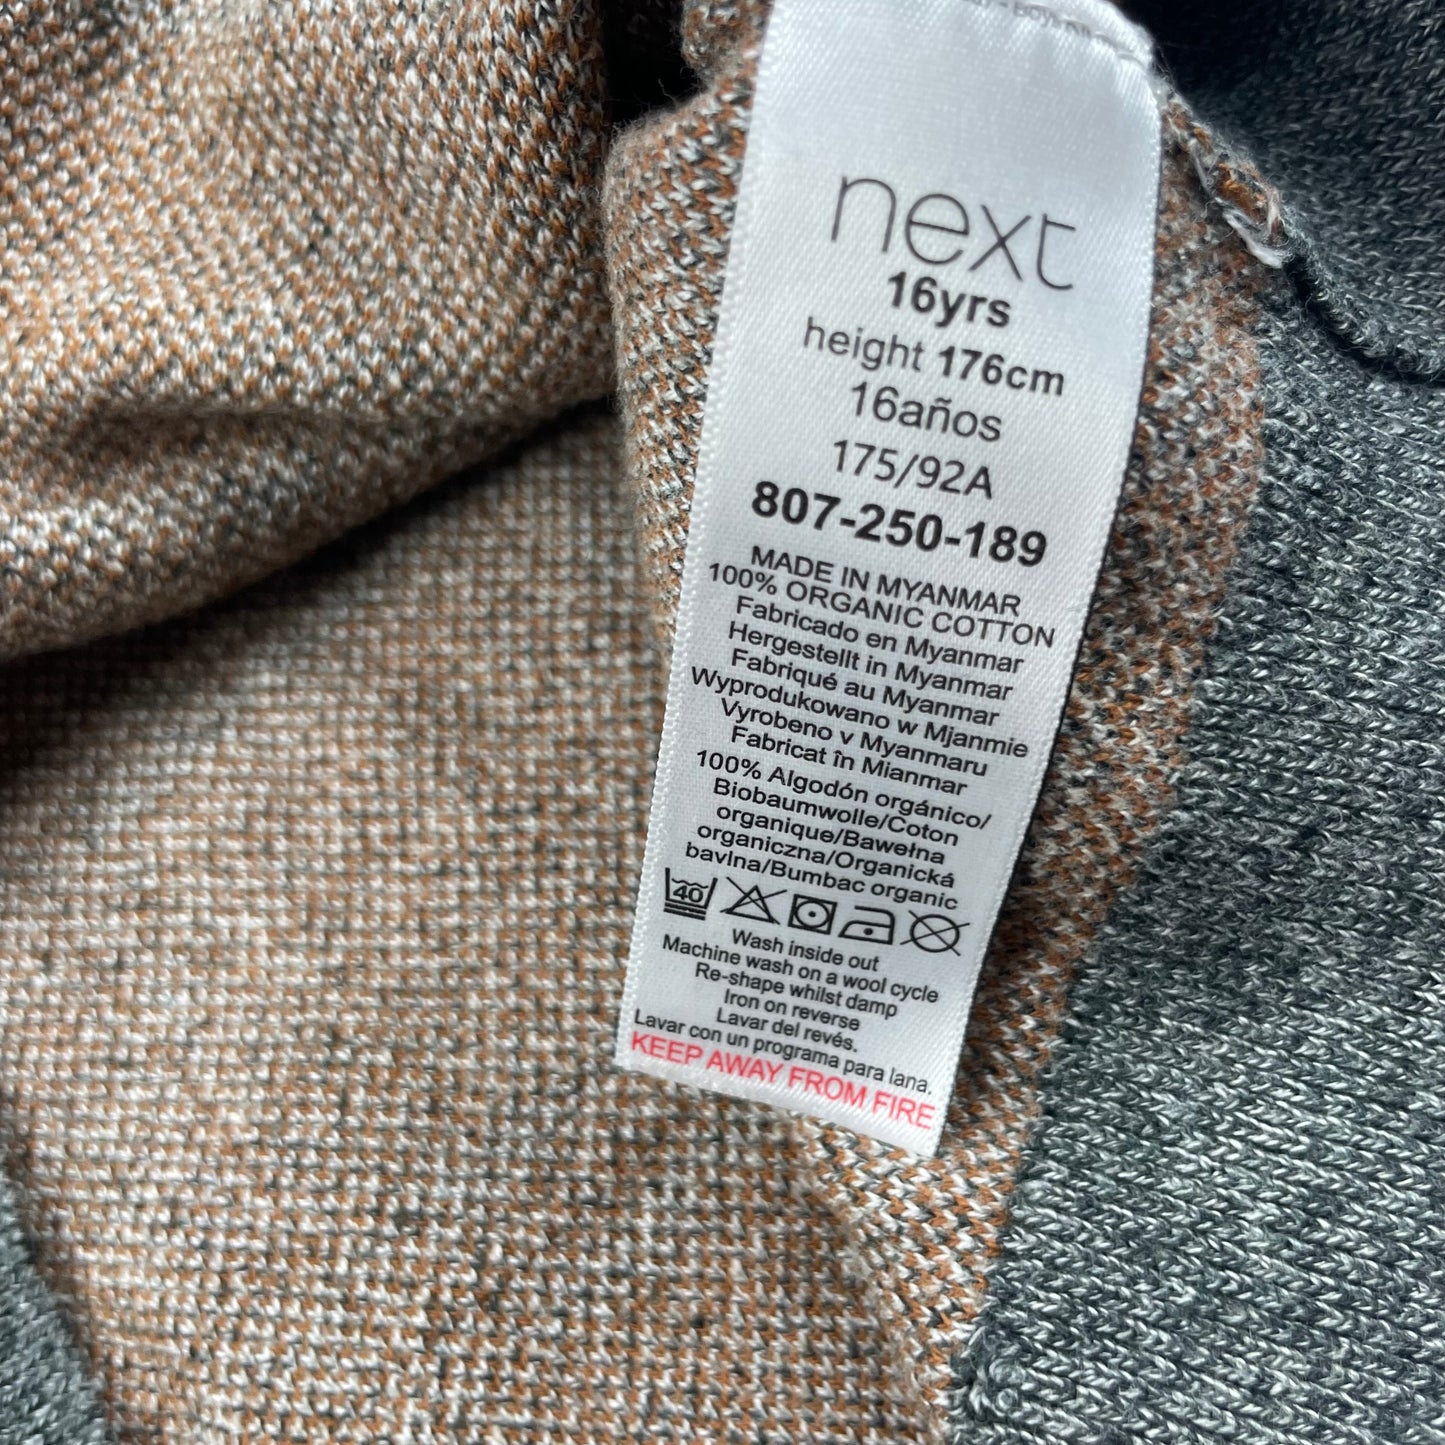 next
16yrs
height 176cm
16años
175/92A
807-250-189
MADE IN MYANMAR
100% ORGANIC COTTON
Fabricado en Myanmar
Hergestellt in Myanmar
Fabriqué au Myanmar
Wyprodukowano w Mjanmie
Vyrobeno v Myanmaru
Fabricat în Mianmar
100% Algodón orgánico/
Biobaumwolle/Coton
organique/Bawełna
organiczna/Organická
bavlna/Bumbac organic
40
Wash inside out
Machine wash on a wool cycle
Re-shape whilst damp
Iron on reverse
Lavar del revés.
Lavar con un programa para lana.
KEEP AWAY FROM FIRE